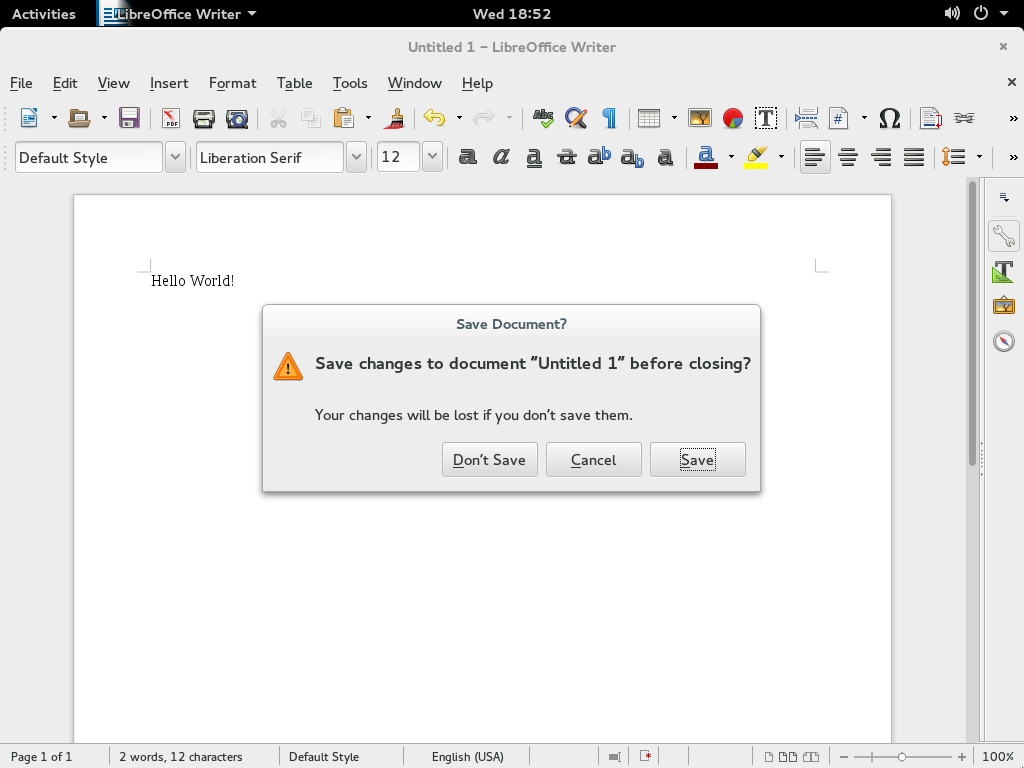 Activities LibreOffice Writer Wed 18:52
Untitled 1 – LibreOffice Writer
File Edit View Insert Format Table Tools Window Help
Default Style Liberation Serif 12
Hello World!
Save Document?
Save changes to document “Untitled 1” before closing?
Your changes will be lost if you don’t save them.
Don’t Save Cancel Save
Page 1 of 1 2 words, 12 characters Default Style English (USA) 100%